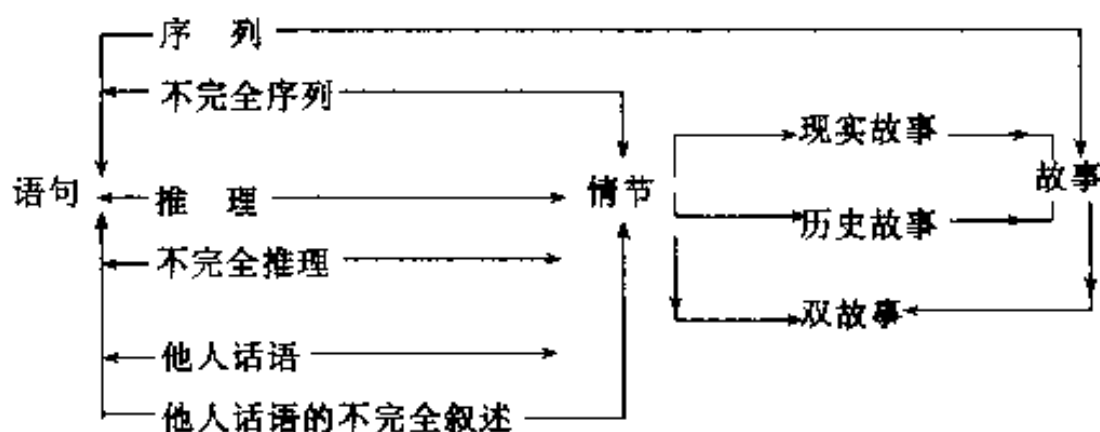 序 列
不完全序列
现实故事
语句
推 理
情节
故事
历史故事
不完全推理
双故事
他人话语
他人话语的不完全叙述